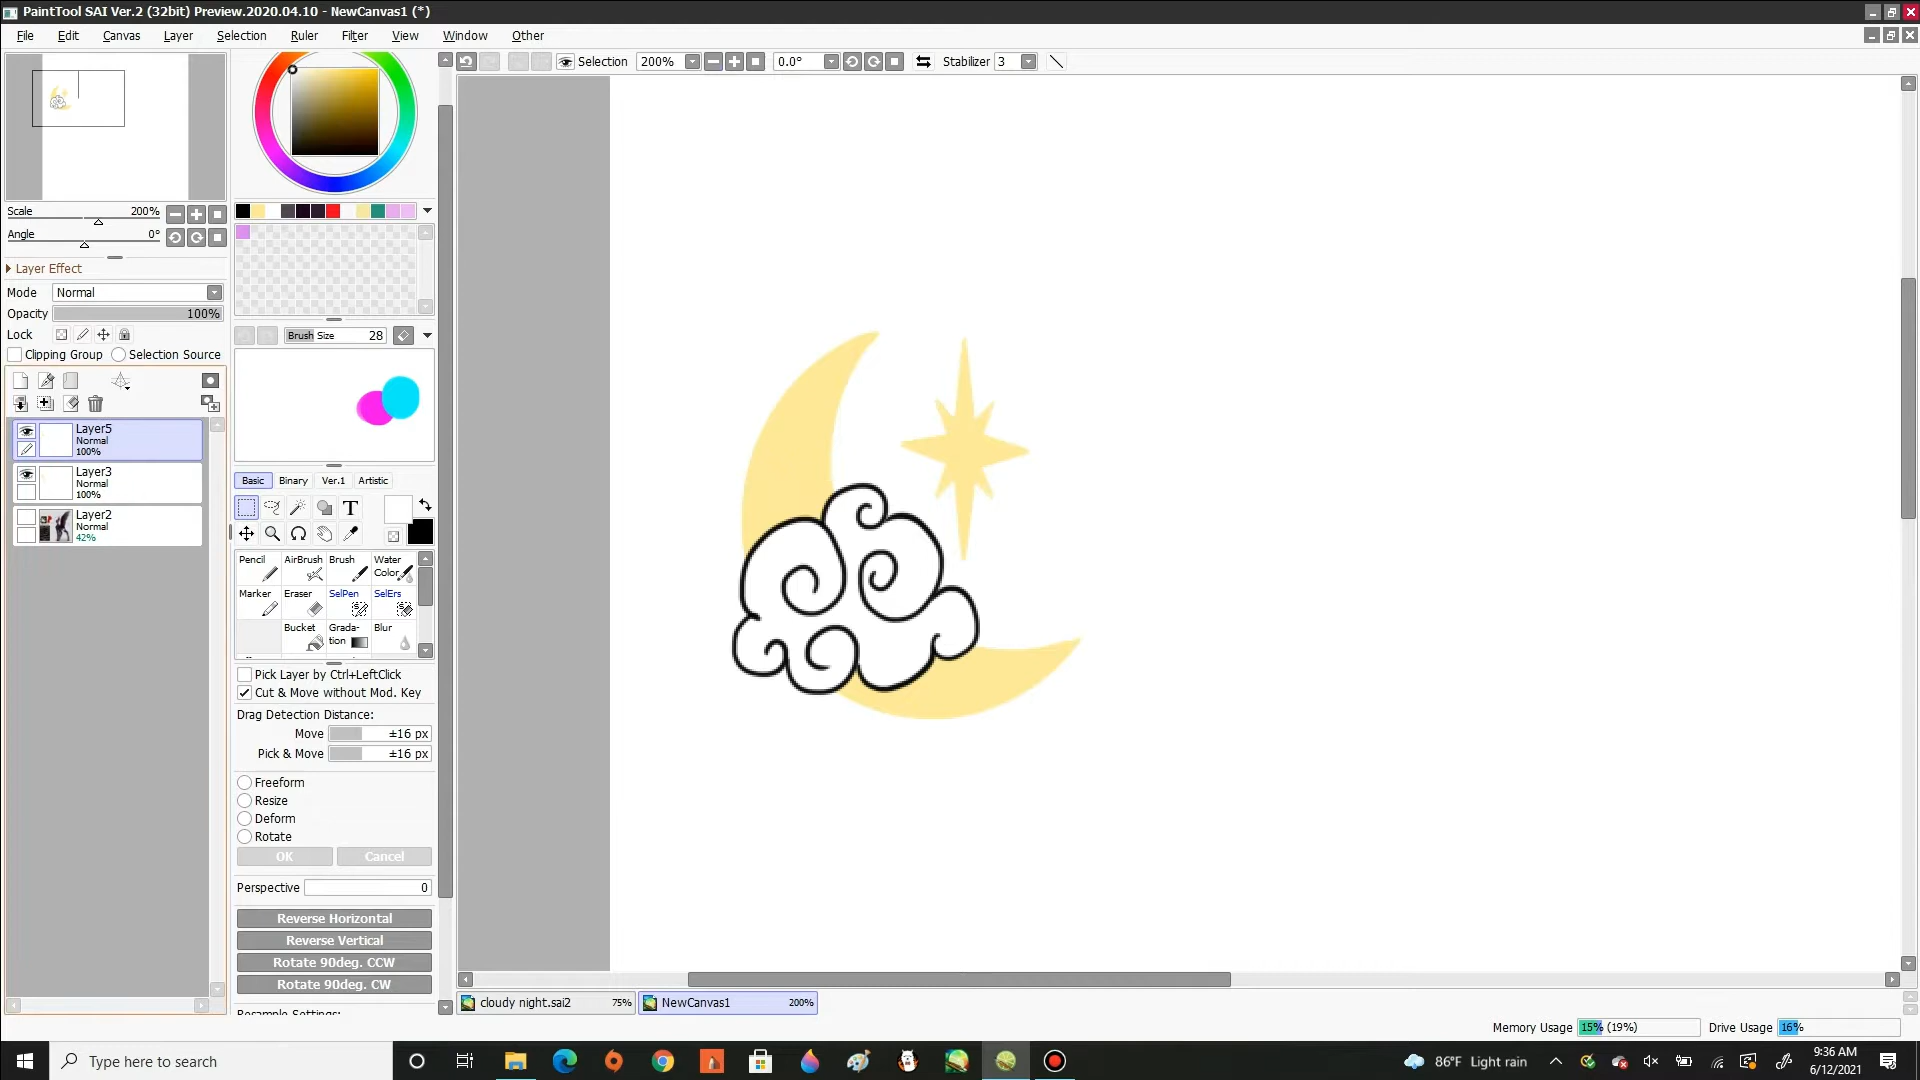 PaintTool SAI Ver.2 (32bit) Preview.2020.04.10 - NewCanvas1 (*)
File Edit Canvas Layer Selection Ruler Filter View Window Other
Selection 200% 0.0° Stabilizer 3
Scale 200%
Angle 0°
Layer Effect
Mode Normal
Opacity 100%
Lock
Clipping Group Selection Source
Layer5
Normal
100%
Layer3
Normal
100%
Layer2
Normal
42%
Brush Size 28
Basic Binary Ver.1 Artistic
T
Pencil AirBrush Brush Water Color
Marker Eraser SelPen SelErs
Bucket Grada-tion Blur
Pick Layer by Ctrl+LeftClick
Cut & Move without Mod. Key
Drag Detection Distance:
Move ±16 px
Pick & Move ±16 px
Freeform
Resize
Deform
Rotate
OK Cancel
Perspective 0
Reverse Horizontal
Reverse Vertical
Rotate 90deg. CCW
Rotate 90deg. CW
Resample Settings:
cloudy night.sai2 75% NewCanvas1 200%
Memory Usage 15% (19%) Drive Usage 16%
Type here to search
86°F Light rain
9:36 AM
6/12/2021